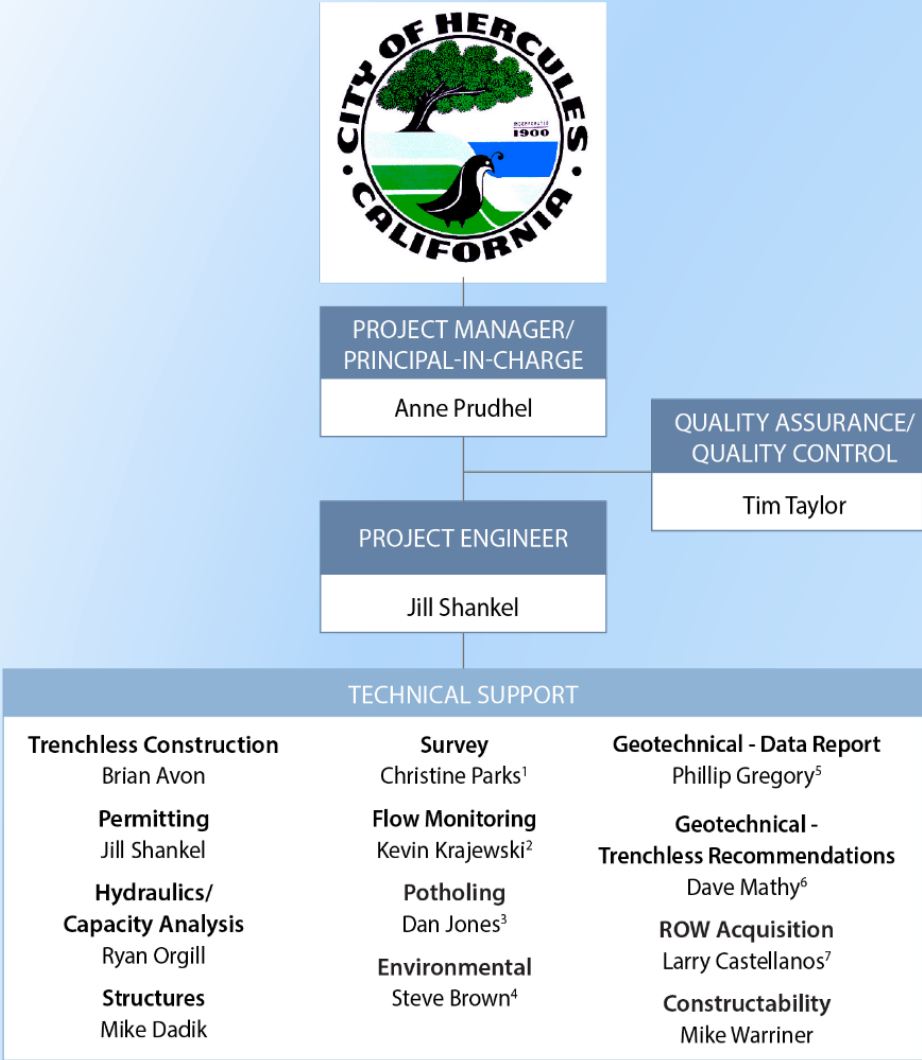 CITY OF HERCULES
INCORPORATED
1900
• CALIFORNIA •
PROJECT MANAGER/
PRINCIPAL-IN-CHARGE
Anne Prudhel
QUALITY ASSURANCE/
QUALITY CONTROL
Tim Taylor
PROJECT ENGINEER
Jill Shankel
TECHNICAL SUPPORT
Trenchless Construction
Brian Avon
Permitting
Jill Shankel
Hydraulics/
Capacity Analysis
Ryan Orgill
Structures
Mike Dadik
Survey
Christine Parks¹
Flow Monitoring
Kevin Krajewski²
Potholing
Dan Jones³
Environmental
Steve Brown⁴
Geotechnical - Data Report
Phillip Gregory⁵
Geotechnical -
Trenchless Recommendations
Dave Mathy⁶
ROW Acquisition
Larry Castellanos⁷
Constructability
Mike Warriner